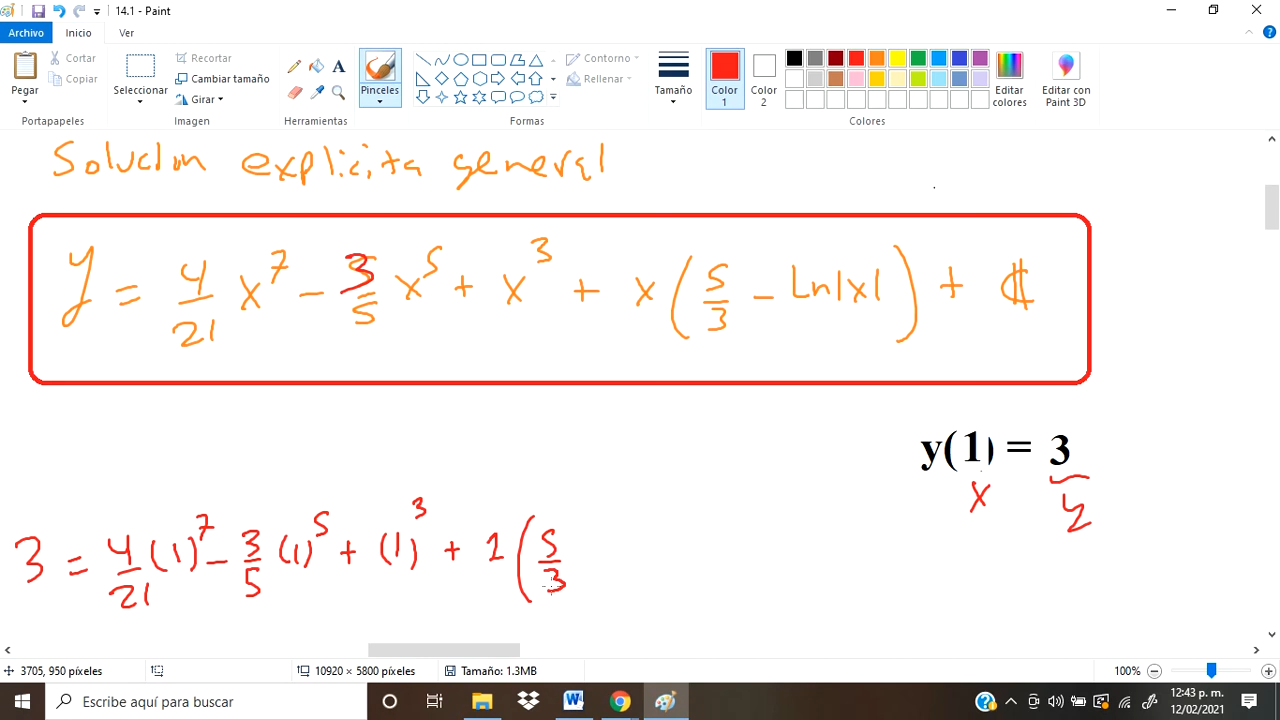 14.1 - Paint
Archivo Inicio Ver
Pegar
Cortar
Copiar
Portapapeles
Seleccionar
Recortar
Cambiar tamaño
Girar
Imagen
A
Herramientas
Pinceles
Contorno
Rellenar
Formas
Tamaño
Color 1
Color 2
Editar colores
Editar con Paint 3D
Colores
Solución explicita general
y = 4/21 x^7 - 3/5 x^5 + x^3 + x(5/3 - Ln|x|) + ₡
y(1) = 3
x y
3 = 4/21 (1)^7 - 3/5 (1)^5 + (1)^3 + 1(5/3
3705, 950 píxeles 10920 × 5800 píxeles Tamaño: 1.3MB 100%
Escribe aquí para buscar
12:43 p. m.
12/02/2021